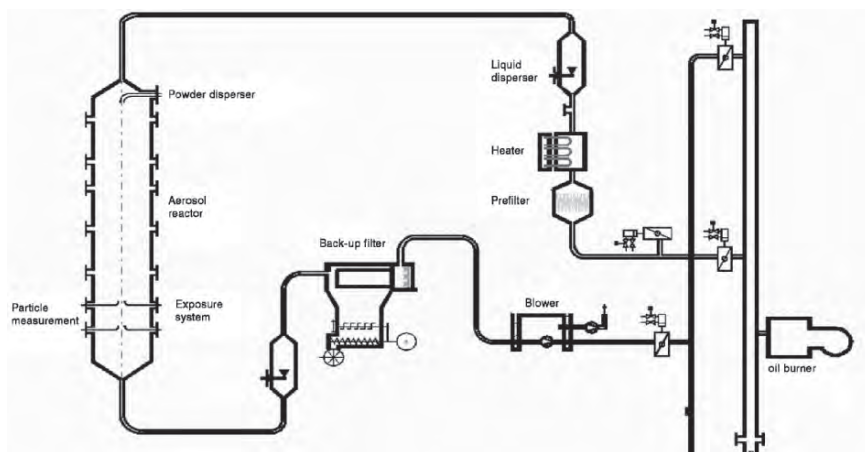 Liquid
disperser
Powder disperser
Heater
Aerosol
reactor
Prefilter
Back-up filter
Particle
measurement
Exposure
system
Blower
oil burner